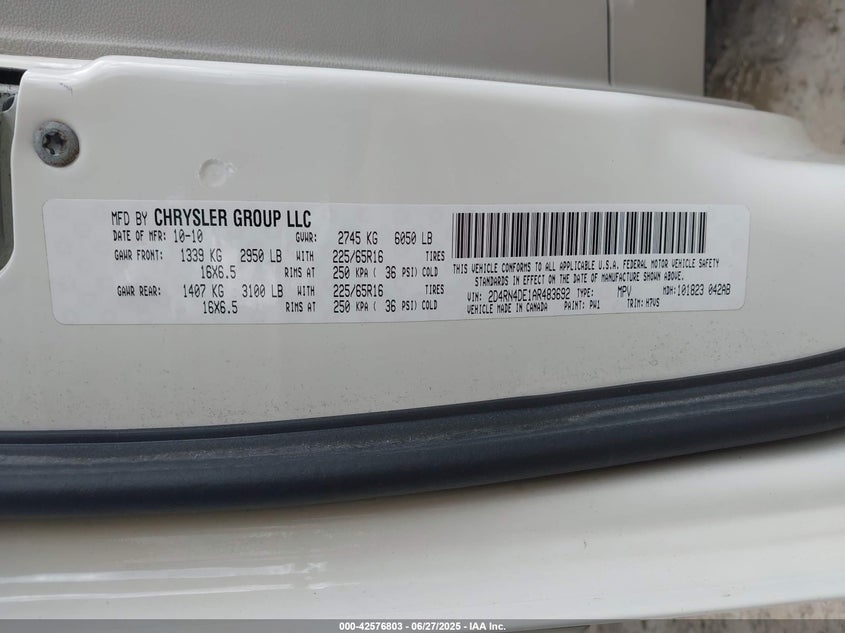 MFD BY CHRYSLER GROUP LLC
DATE OF MFR: 10-10 GVWR: 2745 KG 6050 LB
GAWR FRONT: 1339 KG 2950 LB WITH 225/65R16 TIRES
16X6.5 RIMS AT 250 KPA ( 36 PSI) COLD
GAWR REAR: 1407 KG 3100 LB WITH 225/65R16 TIRES
16X6.5 RIMS AT 250 KPA ( 36 PSI) COLD
THIS VEHICLE CONFORMS TO ALL APPLICABLE U.S.A. FEDERAL MOTOR VEHICLE SAFETY
STANDARDS IN EFFECT ON THE DATE OF MANUFACTURE SHOWN ABOVE.
VIN: 2D4RN4DE1AR483692 TYPE: MPV MDH: 101823 042AB
VEHICLE MADE IN CANADA PAINT: PW1 TRIM: H7VS
000-42576803 | 06/27/2025 | IAA Inc.